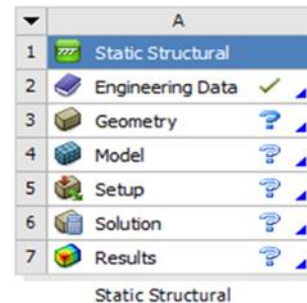 A
1 Static Structural
2 Engineering Data
3 Geometry
4 Model
5 Setup
6 Solution
7 Results
Static Structural